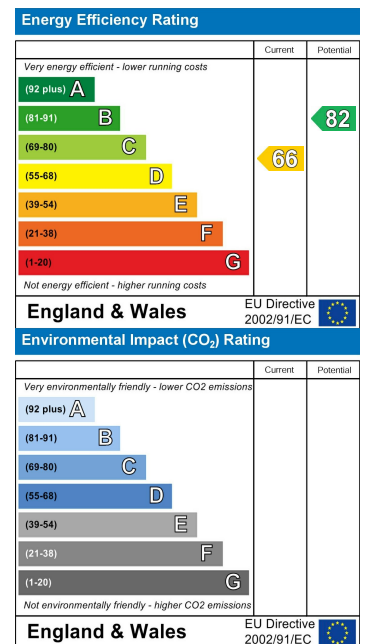 Energy Efficiency Rating
Current Potential
Very energy efficient - lower running costs
(92 plus) A
(81-91) B
82
(69-80) C
66
(55-68) D
(39-54) E
(21-38) F
(1-20) G
Not energy efficient - higher running costs
England & Wales
EU Directive
2002/91/EC
Environmental Impact (CO₂) Rating
Current Potential
Very environmentally friendly - lower CO2 emissions
(92 plus) A
(81-91) B
(69-80) C
(55-68) D
(39-54) E
(21-38) F
(1-20) G
Not environmentally friendly - higher CO2 emissions
England & Wales
EU Directive
2002/91/EC